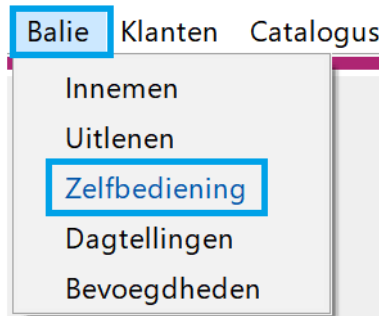 Balie Klanten Catalogus
Innemen
Uitlenen
Zelfbediening
Dagtellingen
Bevoegdheden